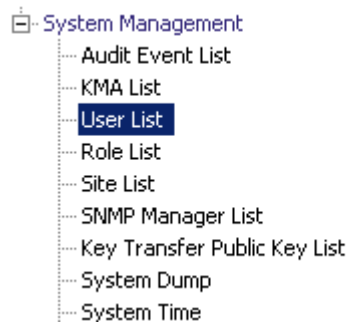 System Management
Audit Event List
KMA List
User List
Role List
Site List
SNMP Manager List
Key Transfer Public Key List
System Dump
System Time